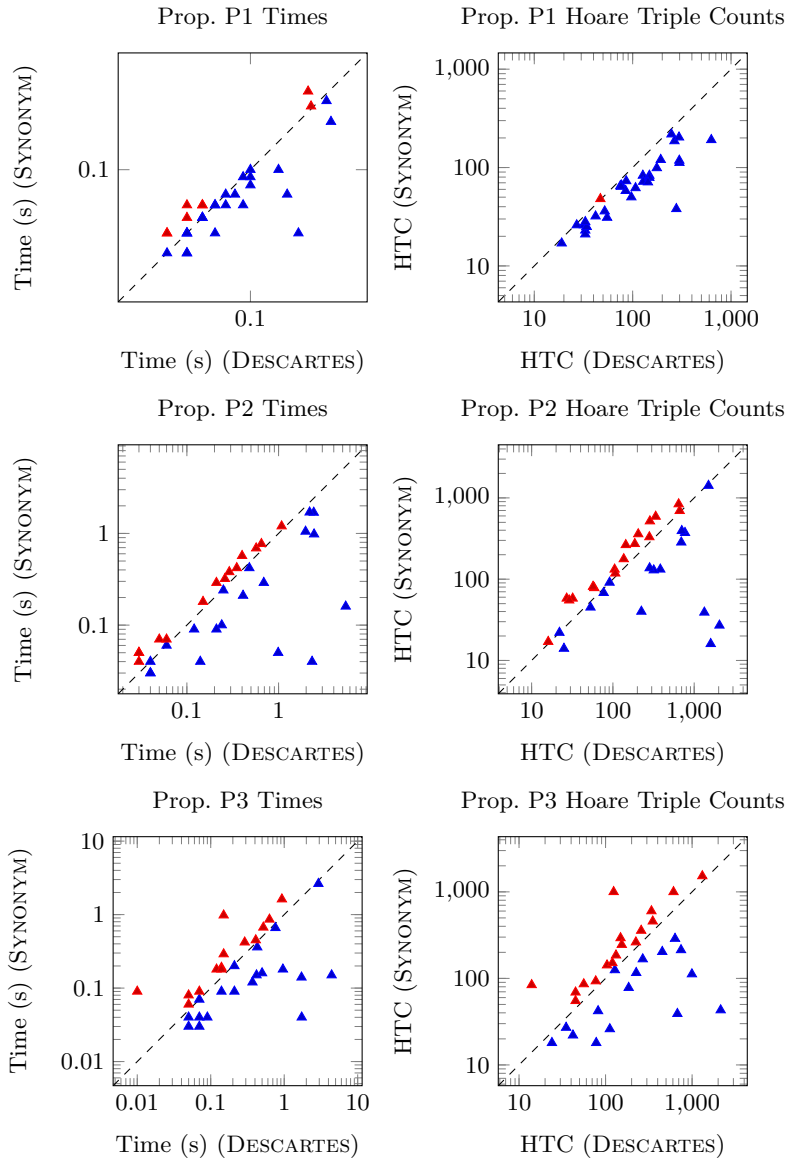 Prop. P1 Times
Time (s) (SYNONYM)
0.1
0.1
Time (s) (DESCARTES)
Prop. P1 Hoare Triple Counts
HTC (SYNONYM)
1,000
100
10
10 100 1,000
HTC (DESCARTES)
Prop. P2 Times
Time (s) (SYNONYM)
1
0.1
0.1 1
Time (s) (DESCARTES)
Prop. P2 Hoare Triple Counts
HTC (SYNONYM)
1,000
100
10
10 100 1,000
HTC (DESCARTES)
Prop. P3 Times
Time (s) (SYNONYM)
10
1
0.1
0.01
0.01 0.1 1 10
Time (s) (DESCARTES)
Prop. P3 Hoare Triple Counts
HTC (SYNONYM)
1,000
100
10
10 100 1,000
HTC (DESCARTES)